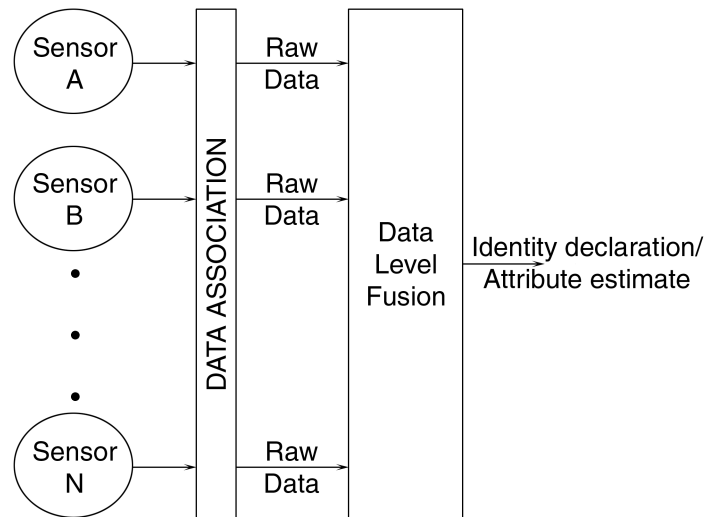 Sensor
A
Raw
Data
Sensor
B
Raw
Data
DATA ASSOCIATION
Data
Level
Fusion
Identity declaration/
Attribute estimate
Sensor
N
Raw
Data